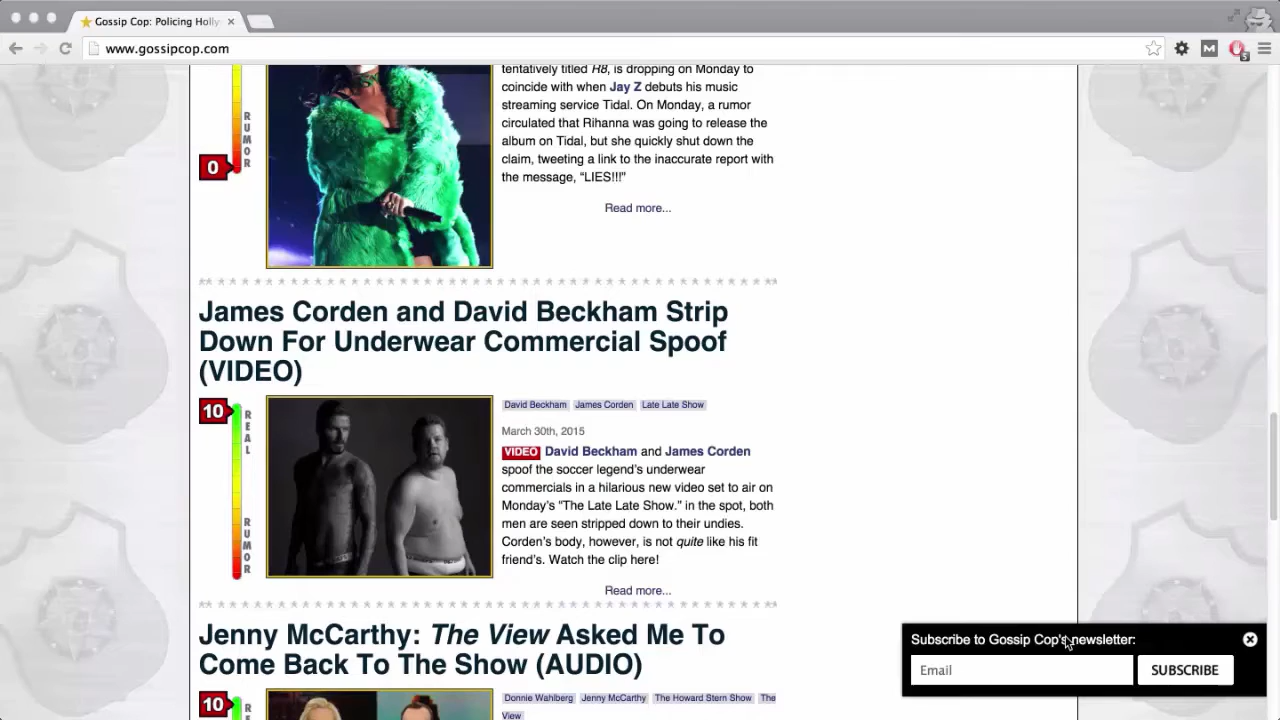 Gossip Cop: Policing Holly
www.gossipcop.com
5
tentatively titled R8, is dropping on Monday to
coincide with when Jay Z debuts his music
streaming service Tidal. On Monday, a rumor
circulated that Rihanna was going to release the
album on Tidal, but she quickly shut down the
claim, tweeting a link to the inaccurate report with
the message, “LIES!!!”
RUMOR
0
Read more...
James Corden and David Beckham Strip
Down For Underwear Commercial Spoof
(VIDEO)
10
REAL
RUMOR
David Beckham James Corden Late Late Show
March 30th, 2015
VIDEO David Beckham and James Corden
spoof the soccer legend’s underwear
commercials in a hilarious new video set to air on
Monday’s “The Late Late Show.” in the spot, both
men are seen stripped down to their undies.
Corden’s body, however, is not quite like his fit
friend’s. Watch the clip here!
Read more...
Jenny McCarthy: The View Asked Me To
Come Back To The Show (AUDIO)
10
RE
Donnie Wahlberg Jenny McCarthy The Howard Stern Show The
View
Subscribe to Gossip Cop's newsletter:
Email
SUBSCRIBE